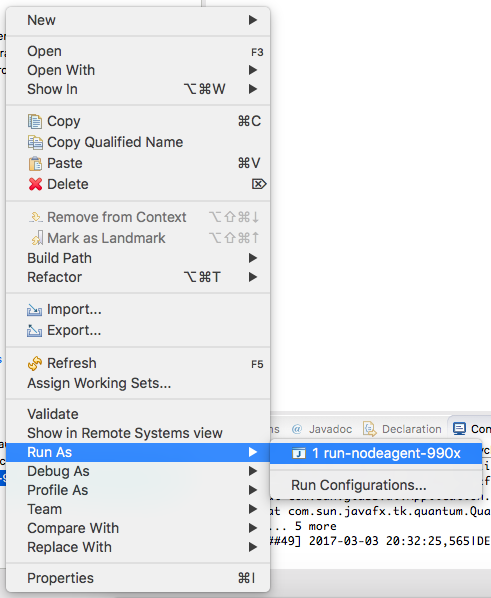 New
Open F3
Open With
Show In ⌥⌘W
Copy ⌘C
Copy Qualified Name
Paste ⌘V
Delete ⌦
Remove from Context ⌥⇧⌘↓
Mark as Landmark ⌥⇧⌘↑
Build Path
Refactor ⌥⌘T
Import...
Export...
Refresh F5
Assign Working Sets...
Validate
Show in Remote Systems view
Run As
Debug As
Profile As
Team
Compare With
Replace With
Properties ⌘I
@ Javadoc Declaration
1 run-nodeagent-990x
Run Configurations...
at com.sun.javafx.tk.quantum.Qua
... 5 more
##49] 2017-03-03 20:32:25,565|DE